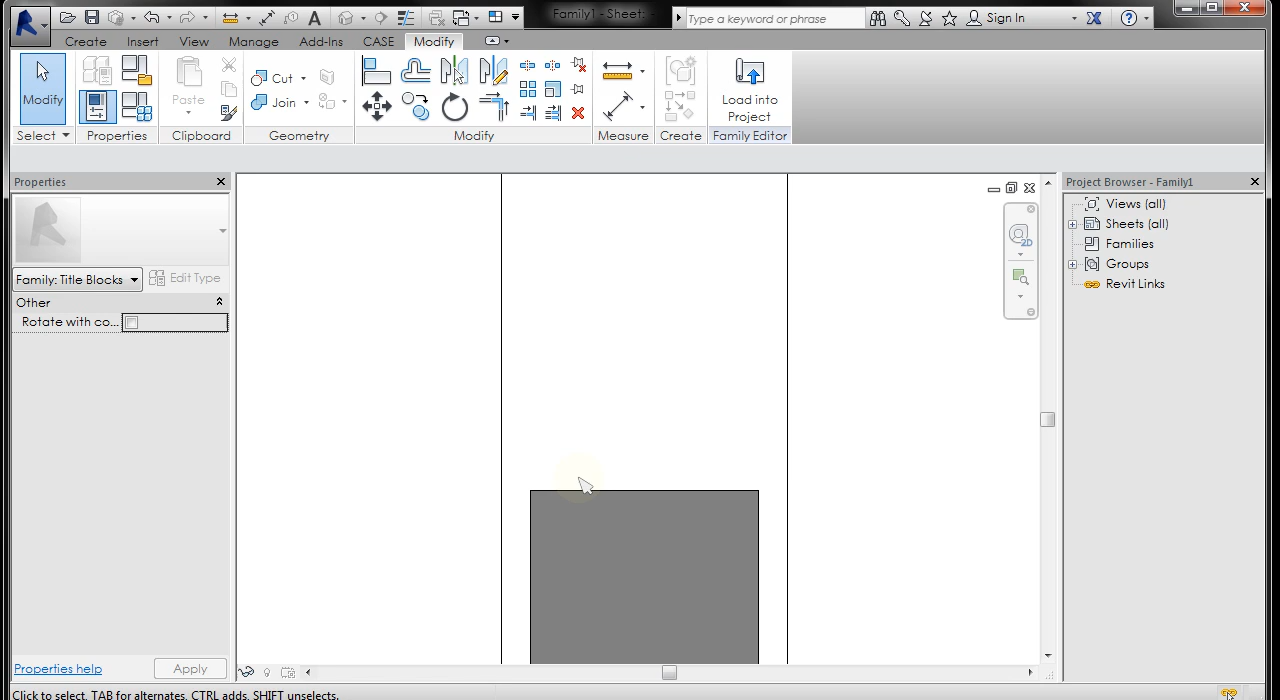 Family1 - Sheet: -
Type a keyword or phrase
Sign In
Create Insert View Manage Add-Ins CASE Modify
Modify
Paste
Cut
Join
Load into
Project
Select Properties Clipboard Geometry Modify Measure Create Family Editor
Properties
Family: Title Blocks
Edit Type
Other
Rotate with co...
Properties help
Apply
2D
Project Browser - Family1
Views (all)
Sheets (all)
Families
Groups
Revit Links
Click to select, TAB for alternates, CTRL adds, SHIFT unselects.